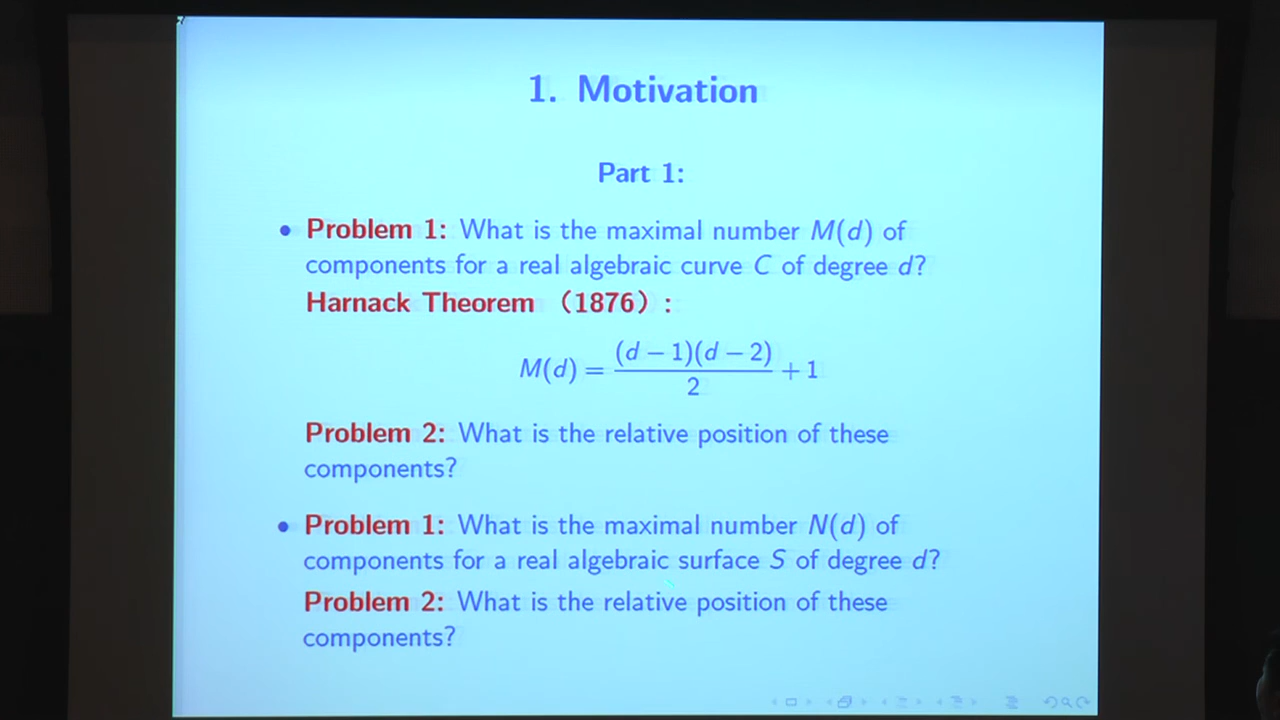 1. Motivation
Part 1:
• Problem 1: What is the maximal number M(d) of
components for a real algebraic curve C of degree d?
Harnack Theorem （1876）:
M(d) = (d − 1)(d − 2) / 2 + 1
Problem 2: What is the relative position of these
components?
• Problem 1: What is the maximal number N(d) of
components for a real algebraic surface S of degree d?
Problem 2: What is the relative position of these
components?